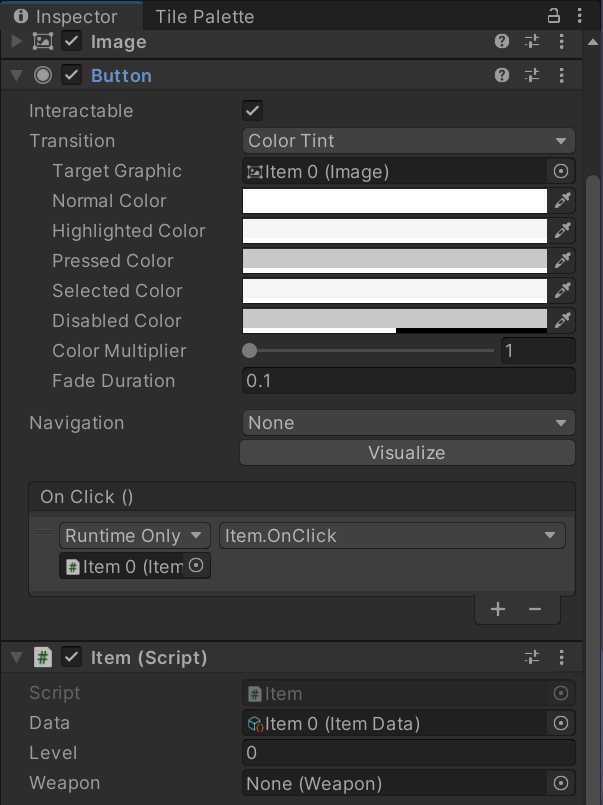 Inspector Tile Palette
Image
Button
Interactable
Transition Color Tint
Target Graphic Item 0 (Image)
Normal Color
Highlighted Color
Pressed Color
Selected Color
Disabled Color
Color Multiplier 1
Fade Duration 0.1
Navigation None
Visualize
On Click ()
Runtime Only Item.OnClick
# Item 0 (Item
+ −
# Item (Script)
Script # Item
Data Item 0 (Item Data)
Level 0
Weapon None (Weapon)